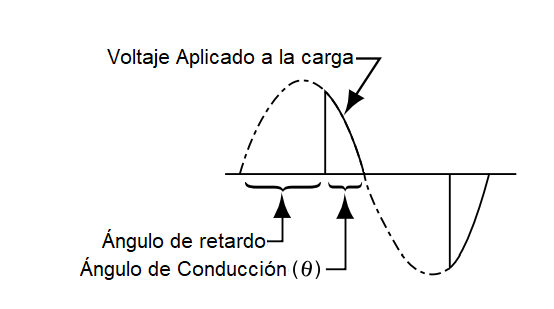 Voltaje Aplicado a la carga
Ángulo de retardo
Ángulo de Conducción (θ)